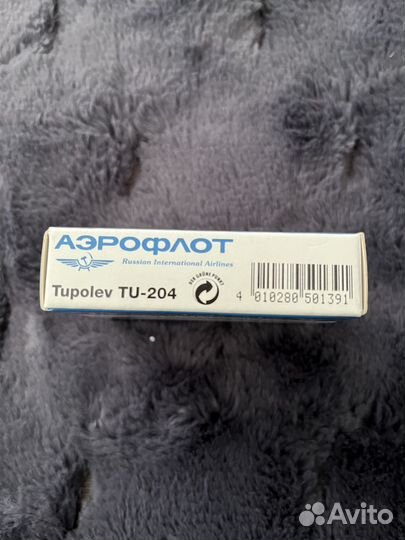 АЭРОФЛОТ
Russian International Airlines
Tupolev TU-204
DER GRÜNE PUNKT
4 010280 501391
Avito